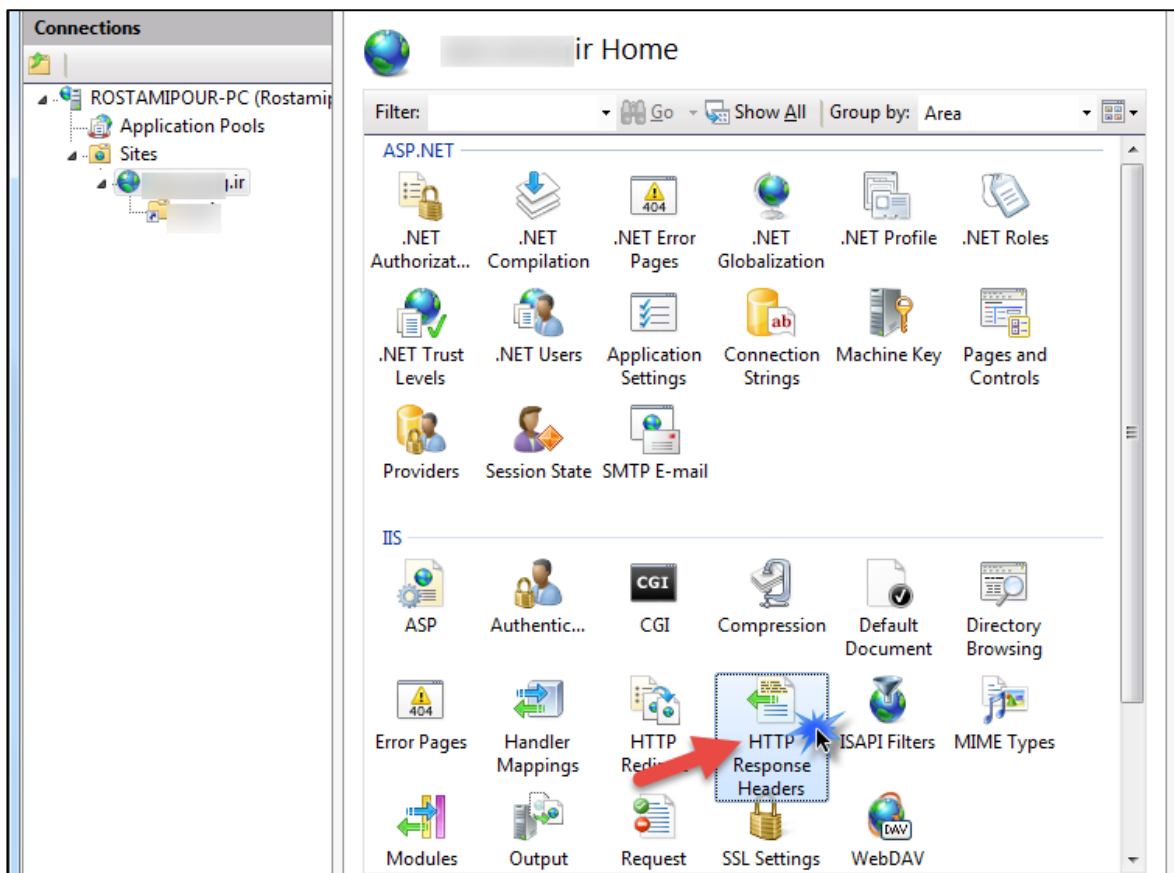 Connections
ir Home
ROSTAMIPOUR-PC (Rostamip
Application Pools
Sites
.ir
Filter:
Go
Show All
Group by:
Area
ASP.NET
.NET Authorizat...
.NET Compilation
404
.NET Error Pages
.NET Globalization
.NET Profile
.NET Roles
.NET Trust Levels
.NET Users
Application Settings
ab
Connection Strings
Machine Key
Pages and Controls
Providers
Session State
SMTP E-mail
IIS
ASP
Authentic...
CGI
CGI
Compression
Default Document
Directory Browsing
404
Error Pages
Handler Mappings
HTTP
HTTP Response Headers
ISAPI Filters
MIME Types
Modules
Output
Request
SSL Settings
DAV
WebDAV